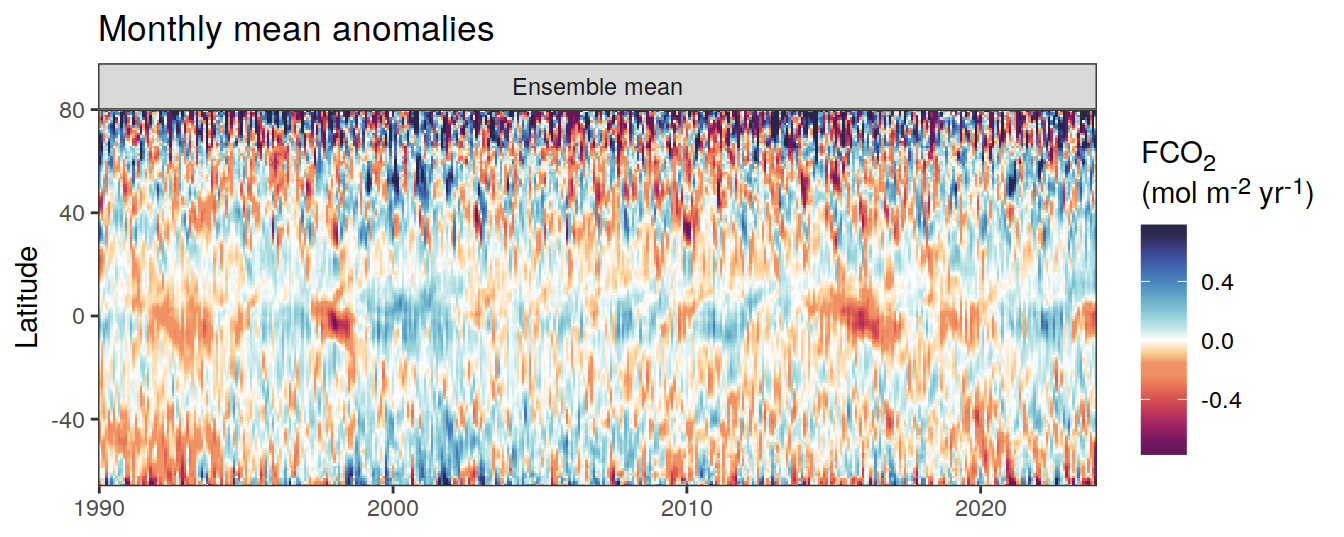 Monthly mean anomalies
Ensemble mean
80
40
0
-40
Latitude
1990 2000 2010 2020
FCO₂
(mol m⁻² yr⁻¹)
0.4
0.0
-0.4